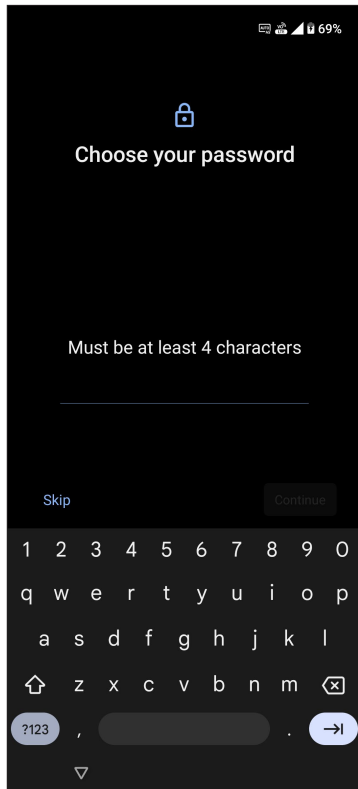 69%
Choose your password
Must be at least 4 characters
Skip Continue
1 2 3 4 5 6 7 8 9 0
q w e r t y u i o p
a s d f g h j k l
z x c v b n m
?123 , .